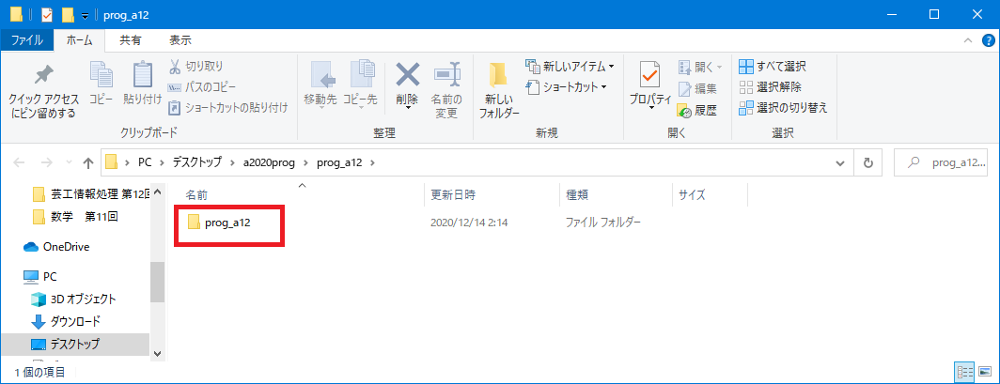 prog_a12
ファイル ホーム 共有 表示
クイック アクセスにピン留めする
コピー
貼り付け
切り取り
パスのコピー
ショートカットの貼り付け
クリップボード
移動先
コピー先
削除
名前の変更
整理
新しいフォルダー
新しいアイテム
ショートカット
新規
プロパティ
開く
編集
履歴
開く
すべて選択
選択解除
選択の切り替え
選択
PC デスクトップ a2020prog prog_a12
prog_a12...
芸工情報処理 第12回
数学 第11回
OneDrive
PC
3D オブジェクト
ダウンロード
デスクトップ
名前 更新日時 種類 サイズ
prog_a12 2020/12/14 2:14 ファイル フォルダー
1 個の項目